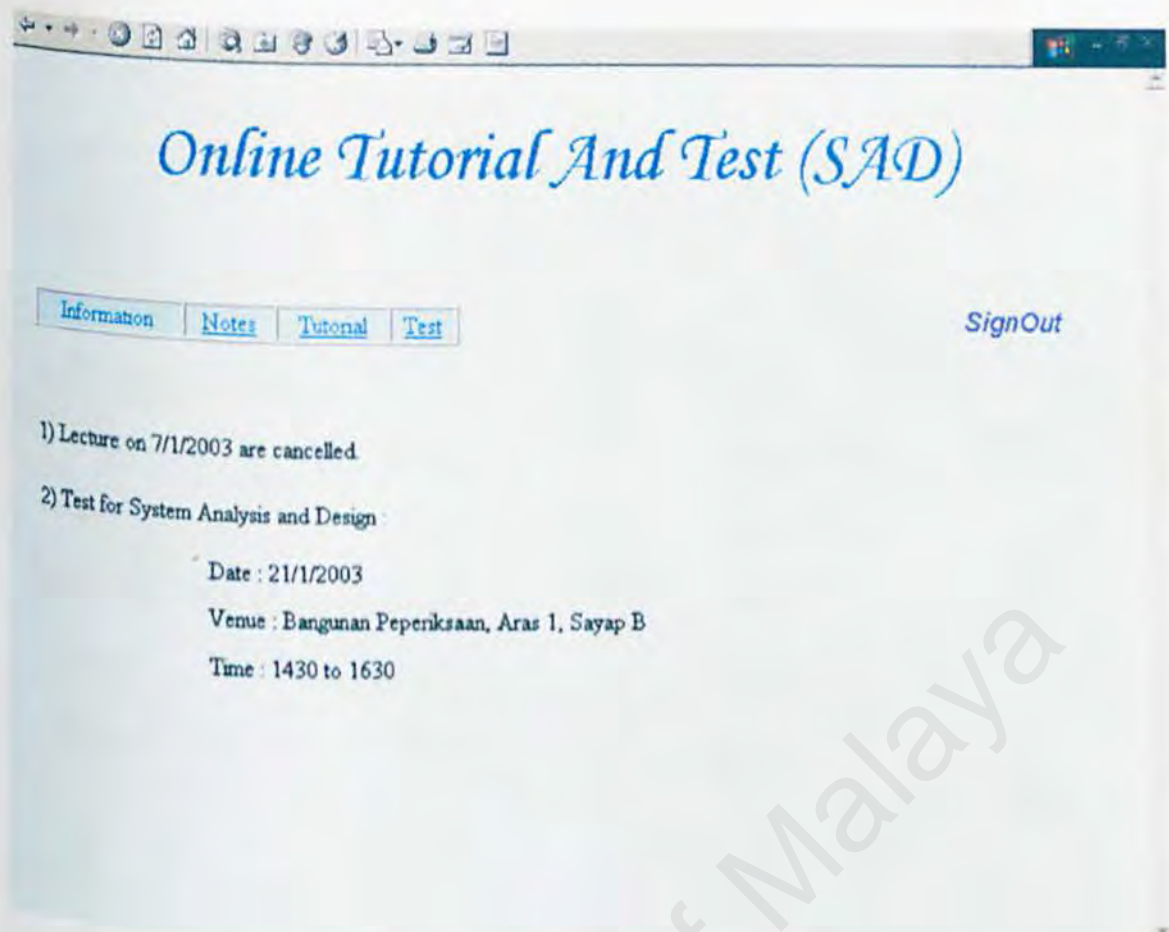 Online Tutorial And Test (SAD)
Information Notes Tutorial Test
SignOut
1) Lecture on 7/1/2003 are cancelled.
2) Test for System Analysis and Design :
Date : 21/1/2003
Venue : Bangunan Peperiksaan, Aras 1, Sayap B
Time : 1430 to 1630
of Malaya